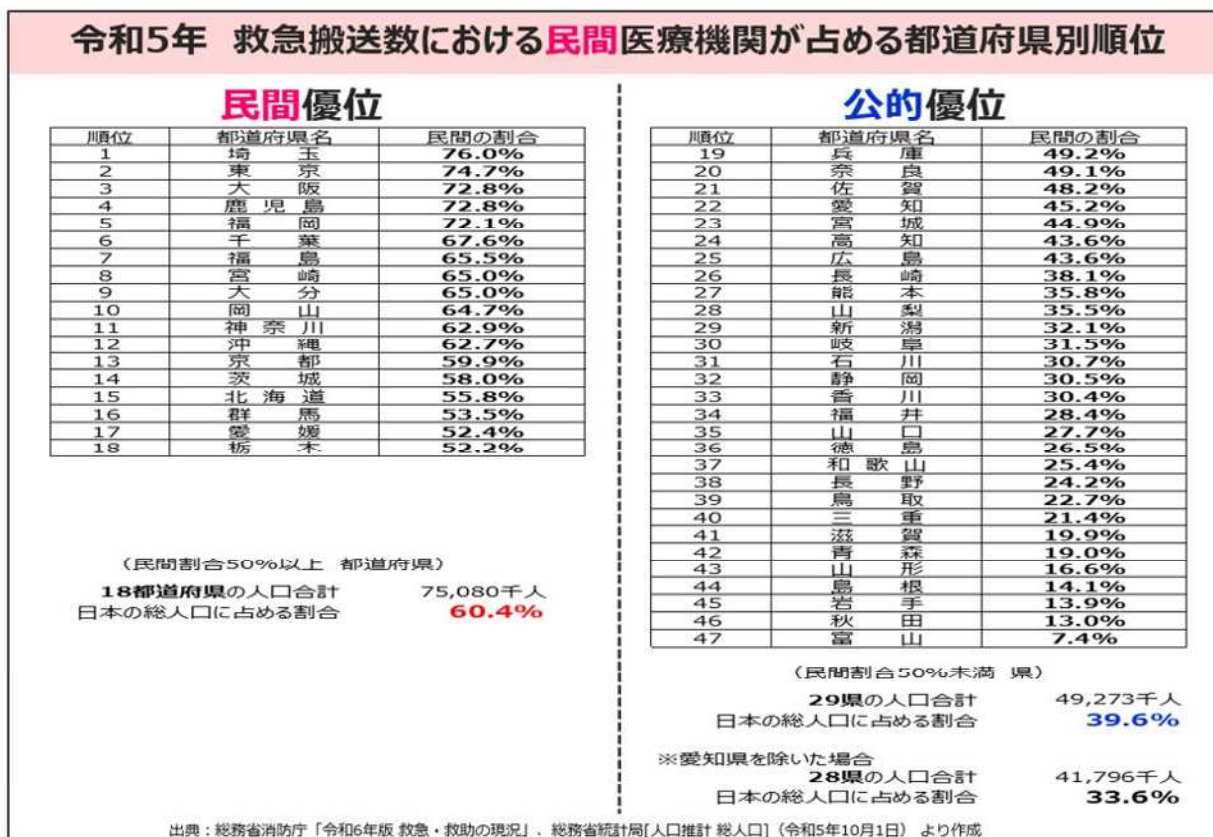 令和5年 救急搬送数における民間医療機関が占める都道府県別順位
民間優位
順位 都道府県名 民間の割合
1 埼玉 76.0%
2 東京 74.7%
3 大阪 72.8%
4 鹿児島 72.8%
5 福岡 72.1%
6 千葉 67.6%
7 福島 65.5%
8 宮崎 65.0%
9 大分 65.0%
10 岡山 64.7%
11 神奈川 62.9%
12 沖縄 62.7%
13 京都 59.9%
14 茨城 58.0%
15 北海道 55.8%
16 群馬 53.5%
17 愛媛 52.4%
18 栃木 52.2%
(民間割合50%以上 都道府県)
18都道府県の人口合計 75,080千人
日本の総人口に占める割合 60.4%
公的優位
順位 都道府県名 民間の割合
19 兵庫 49.2%
20 奈良 49.1%
21 佐賀 48.2%
22 愛知 45.2%
23 宮城 44.9%
24 高知 43.6%
25 広島 43.6%
26 長崎 38.1%
27 熊本 35.8%
28 山梨 35.5%
29 新潟 32.1%
30 岐阜 31.5%
31 石川 30.7%
32 静岡 30.5%
33 香川 30.4%
34 福井 28.4%
35 山口 27.7%
36 徳島 26.5%
37 和歌山 25.4%
38 長野 24.2%
39 鳥取 22.7%
40 三重 21.4%
41 滋賀 19.9%
42 青森 19.0%
43 山形 16.6%
44 島根 14.1%
45 岩手 13.9%
46 秋田 13.0%
47 富山 7.4%
(民間割合50%未満 県)
29県の人口合計 49,273千人
日本の総人口に占める割合 39.6%
※愛知県を除いた場合
28県の人口合計 41,796千人
日本の総人口に占める割合 33.6%
出典:総務省消防庁「令和6年版 救急・救助の現況」、総務省統計局[人口推計 総人口](令和5年10月1日) より作成